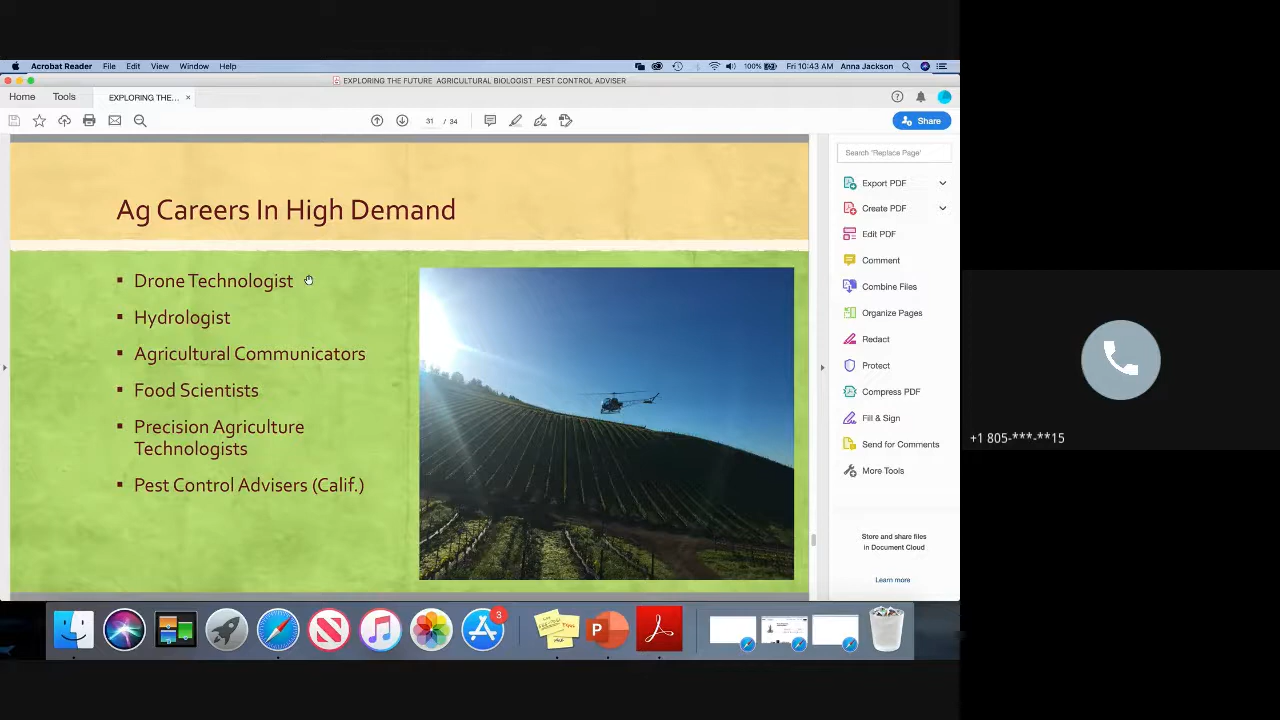 Acrobat Reader File Edit View Window Help 100% Fri 10:43 AM Anna Jackson
EXPLORING THE FUTURE AGRICULTURAL BIOLOGIST PEST CONTROL ADVISER
Home Tools EXPLORING THE... ×
31 / 34
Share
Ag Careers In High Demand
▪ Drone Technologist
▪ Hydrologist
▪ Agricultural Communicators
▪ Food Scientists
▪ Precision Agriculture
Technologists
▪ Pest Control Advisers (Calif.)
Search 'Replace Page'
Export PDF
Create PDF
Edit PDF
Comment
Combine Files
Organize Pages
Redact
Protect
Compress PDF
Fill & Sign
Send for Comments
More Tools
Store and share files
in Document Cloud
Learn more
+1 805-***-**15
3